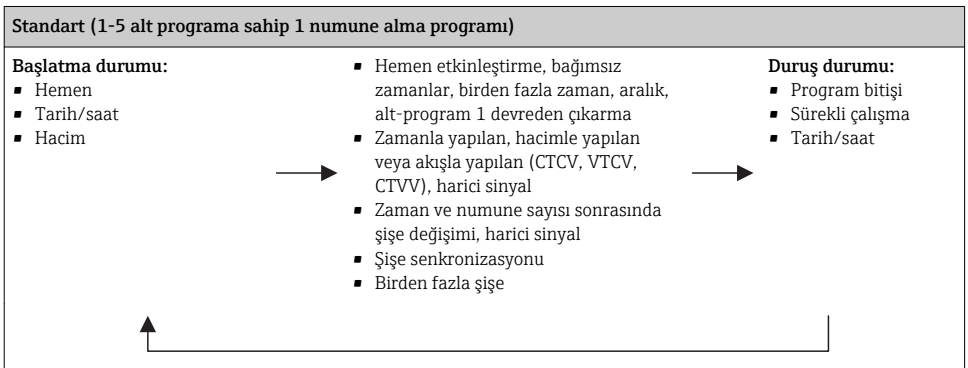 Standart (1-5 alt programa sahip 1 numune alma programı)
Başlatma durumu:
▪ Hemen
▪ Tarih/saat
▪ Hacim
▪ Hemen etkinleştirme, bağımsız
zamanlar, birden fazla zaman, aralık,
alt-program 1 devreden çıkarma
▪ Zamanla yapılan, hacimle yapılan
veya akışla yapılan (CTCV, VTCV,
CTVV), harici sinyal
▪ Zaman ve numune sayısı sonrasında
şişe değişimi, harici sinyal
▪ Şişe senkronizasyonu
▪ Birden fazla şişe
Duruş durumu:
▪ Program bitişi
▪ Sürekli çalışma
▪ Tarih/saat